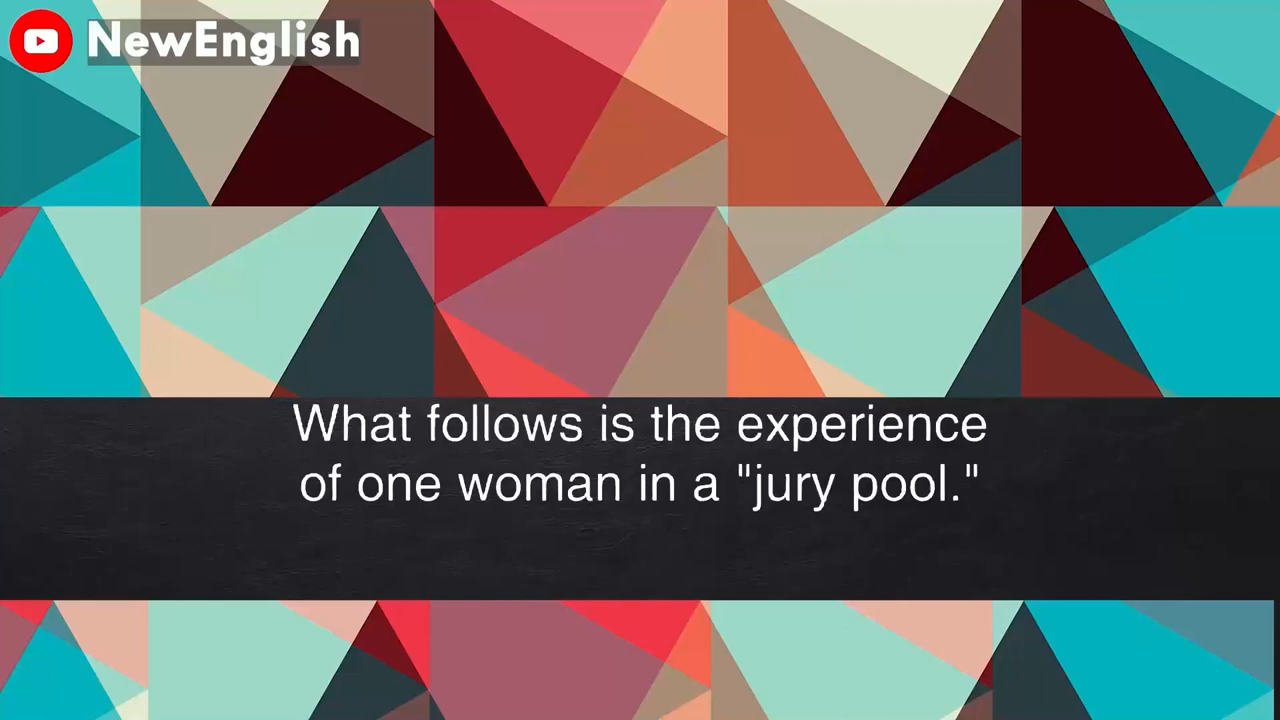 NewEnglish
What follows is the experience
of one woman in a "jury pool."